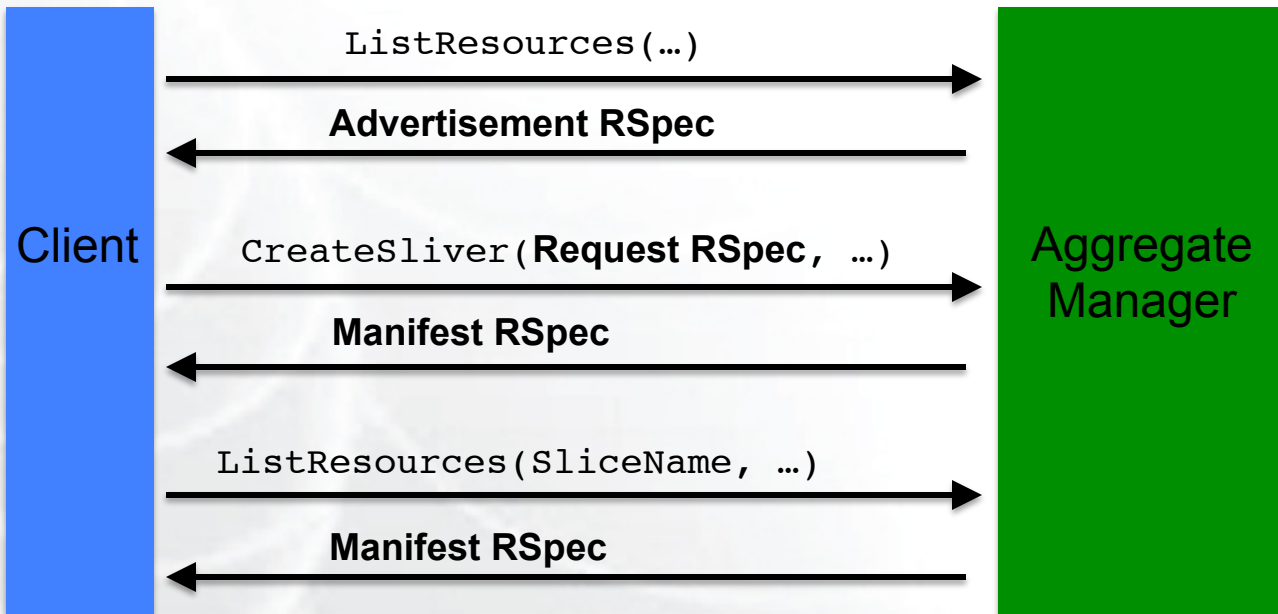 ListResources(…)
Advertisement RSpec
Client
CreateSliver(Request RSpec, …)
Aggregate
Manager
Manifest RSpec
ListResources(SliceName, …)
Manifest RSpec